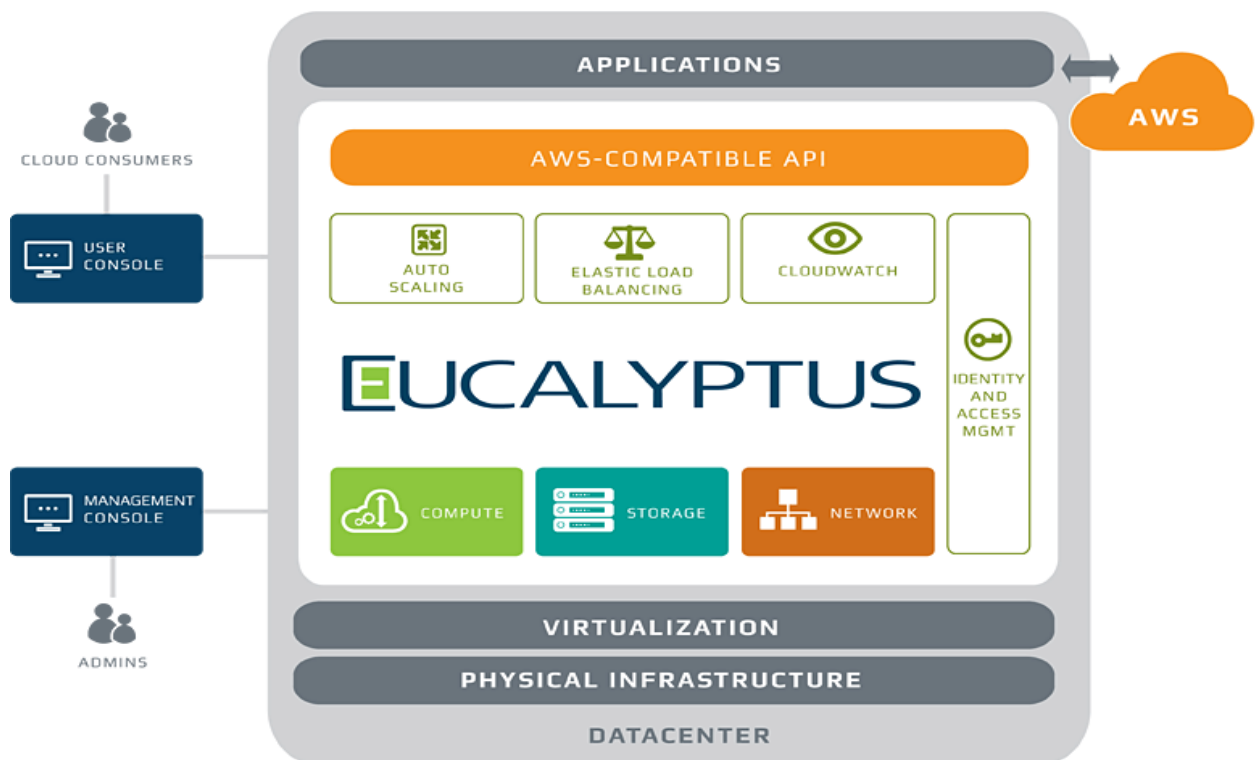 APPLICATIONS
AWS
CLOUD CONSUMERS
AWS-COMPATIBLE API
USER
CONSOLE
AUTO
SCALING
ELASTIC LOAD
BALANCING
CLOUDWATCH
IDENTITY
AND
ACCESS
MGMT
EUCALYPTUS
MANAGEMENT
CONSOLE
COMPUTE
STORAGE
NETWORK
ADMINS
VIRTUALIZATION
PHYSICAL INFRASTRUCTURE
DATACENTER